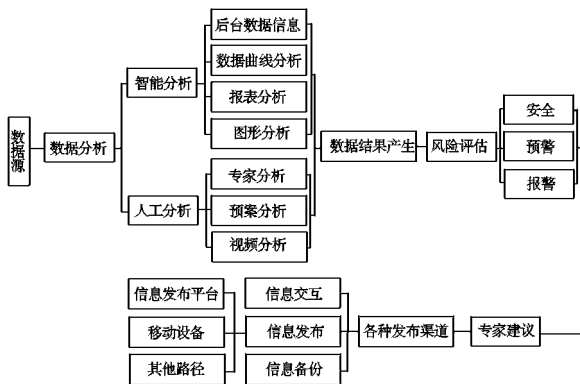 数据源
数据分析
智能分析
人工分析
后台数据信息
数据曲线分析
报表分析
图形分析
专家分析
预案分析
视频分析
数据结果产生
风险评估
安全
预警
报警
专家建议
各种发布渠道
信息交互
信息发布
信息备份
信息发布平台
移动设备
其他路径